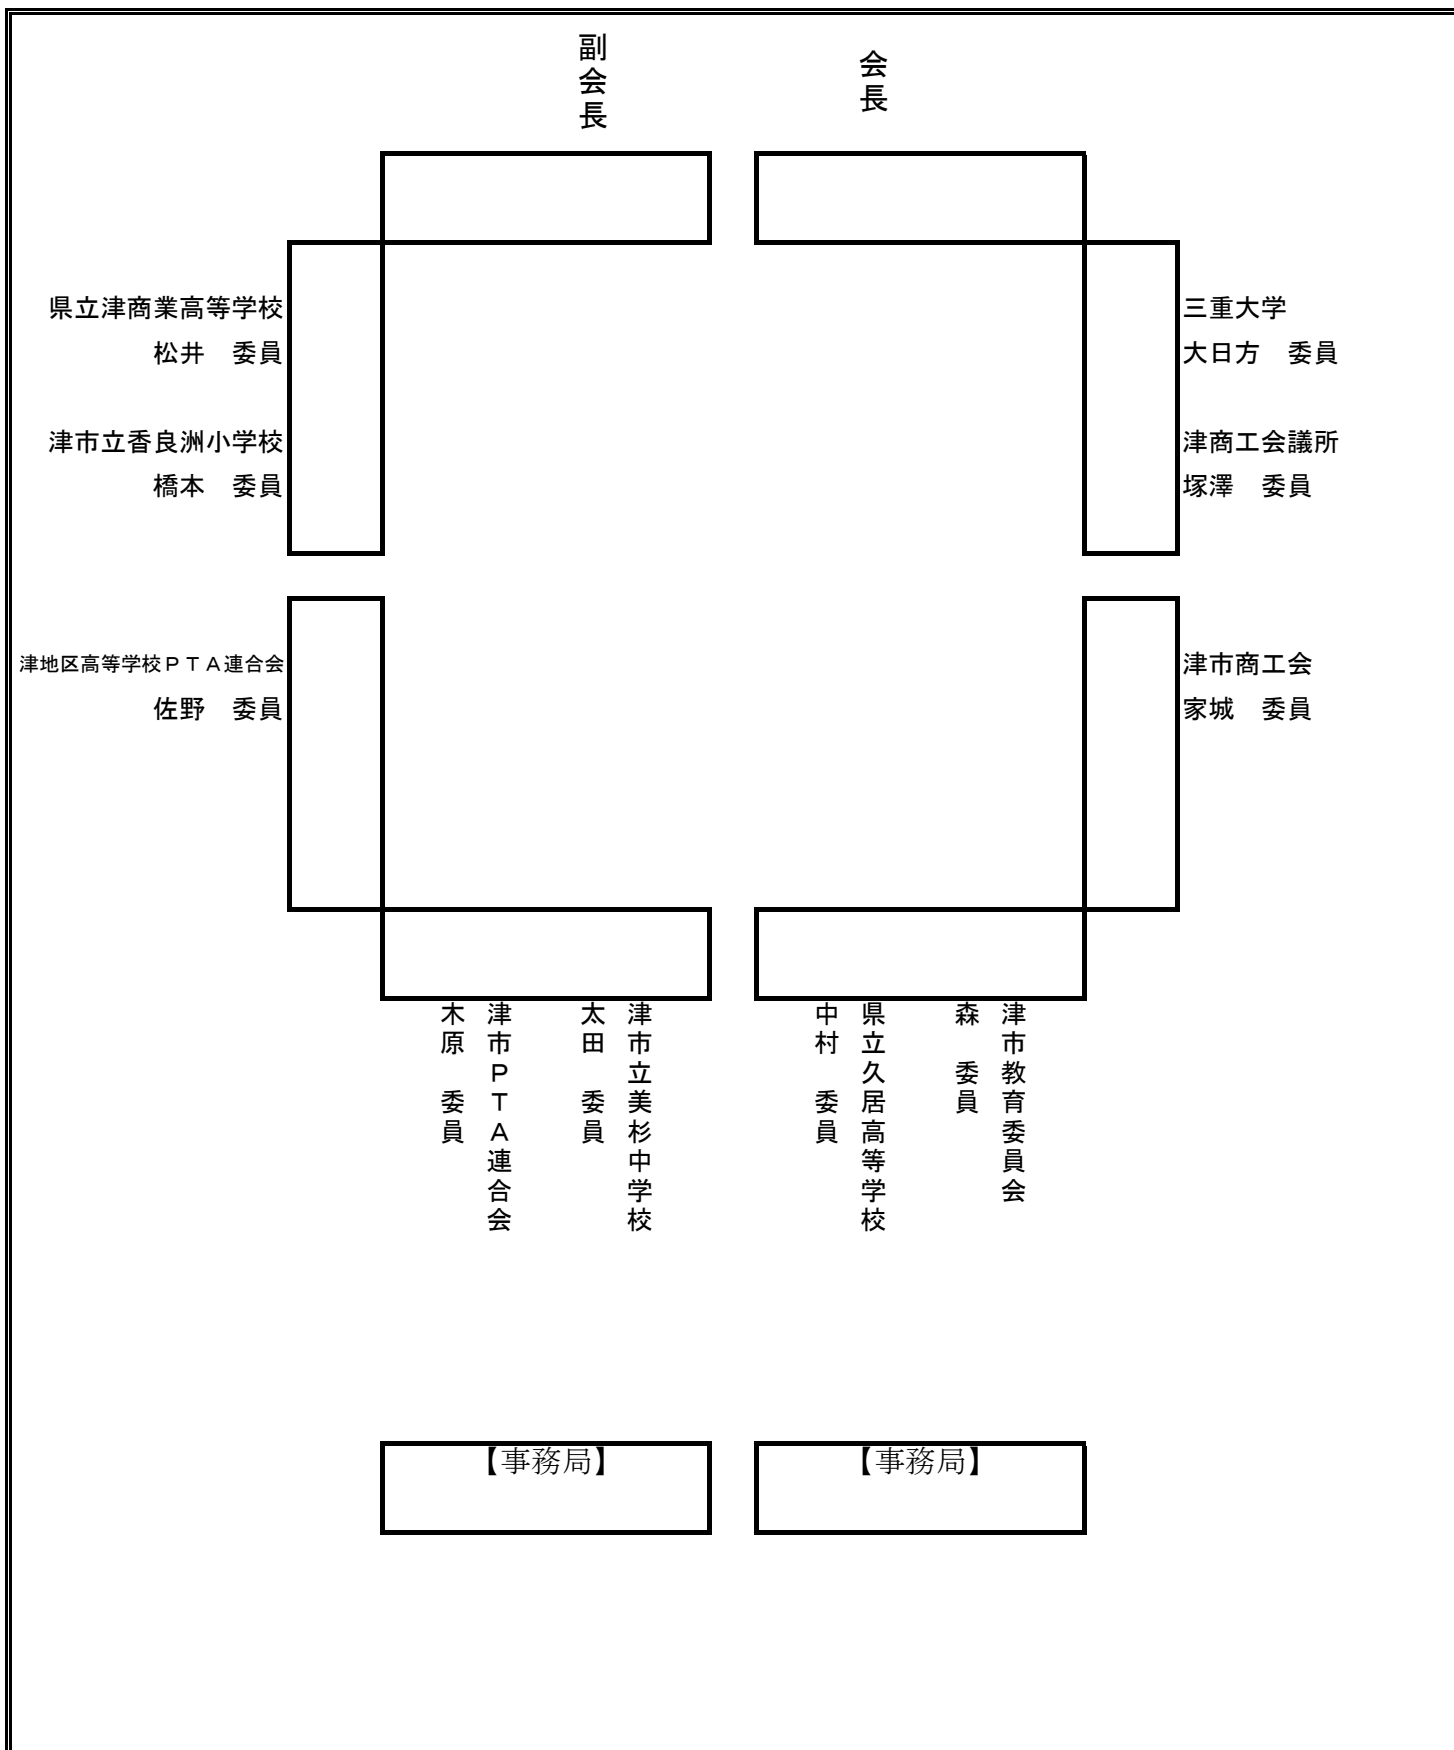 副会長
会長
県立津商業高等学校
松井　委員
津市立香良洲小学校
橋本　委員
三重大学
大日方　委員
津商工会議所
塚澤　委員
津地区高等学校ＰＴＡ連合会
佐野　委員
津市商工会
家城　委員
津市教育委員会
森　委員
県立久居高等学校
中村　委員
津市立美杉中学校
太田　委員
津市ＰＴＡ連合会
木原　委員
【事務局】
【事務局】